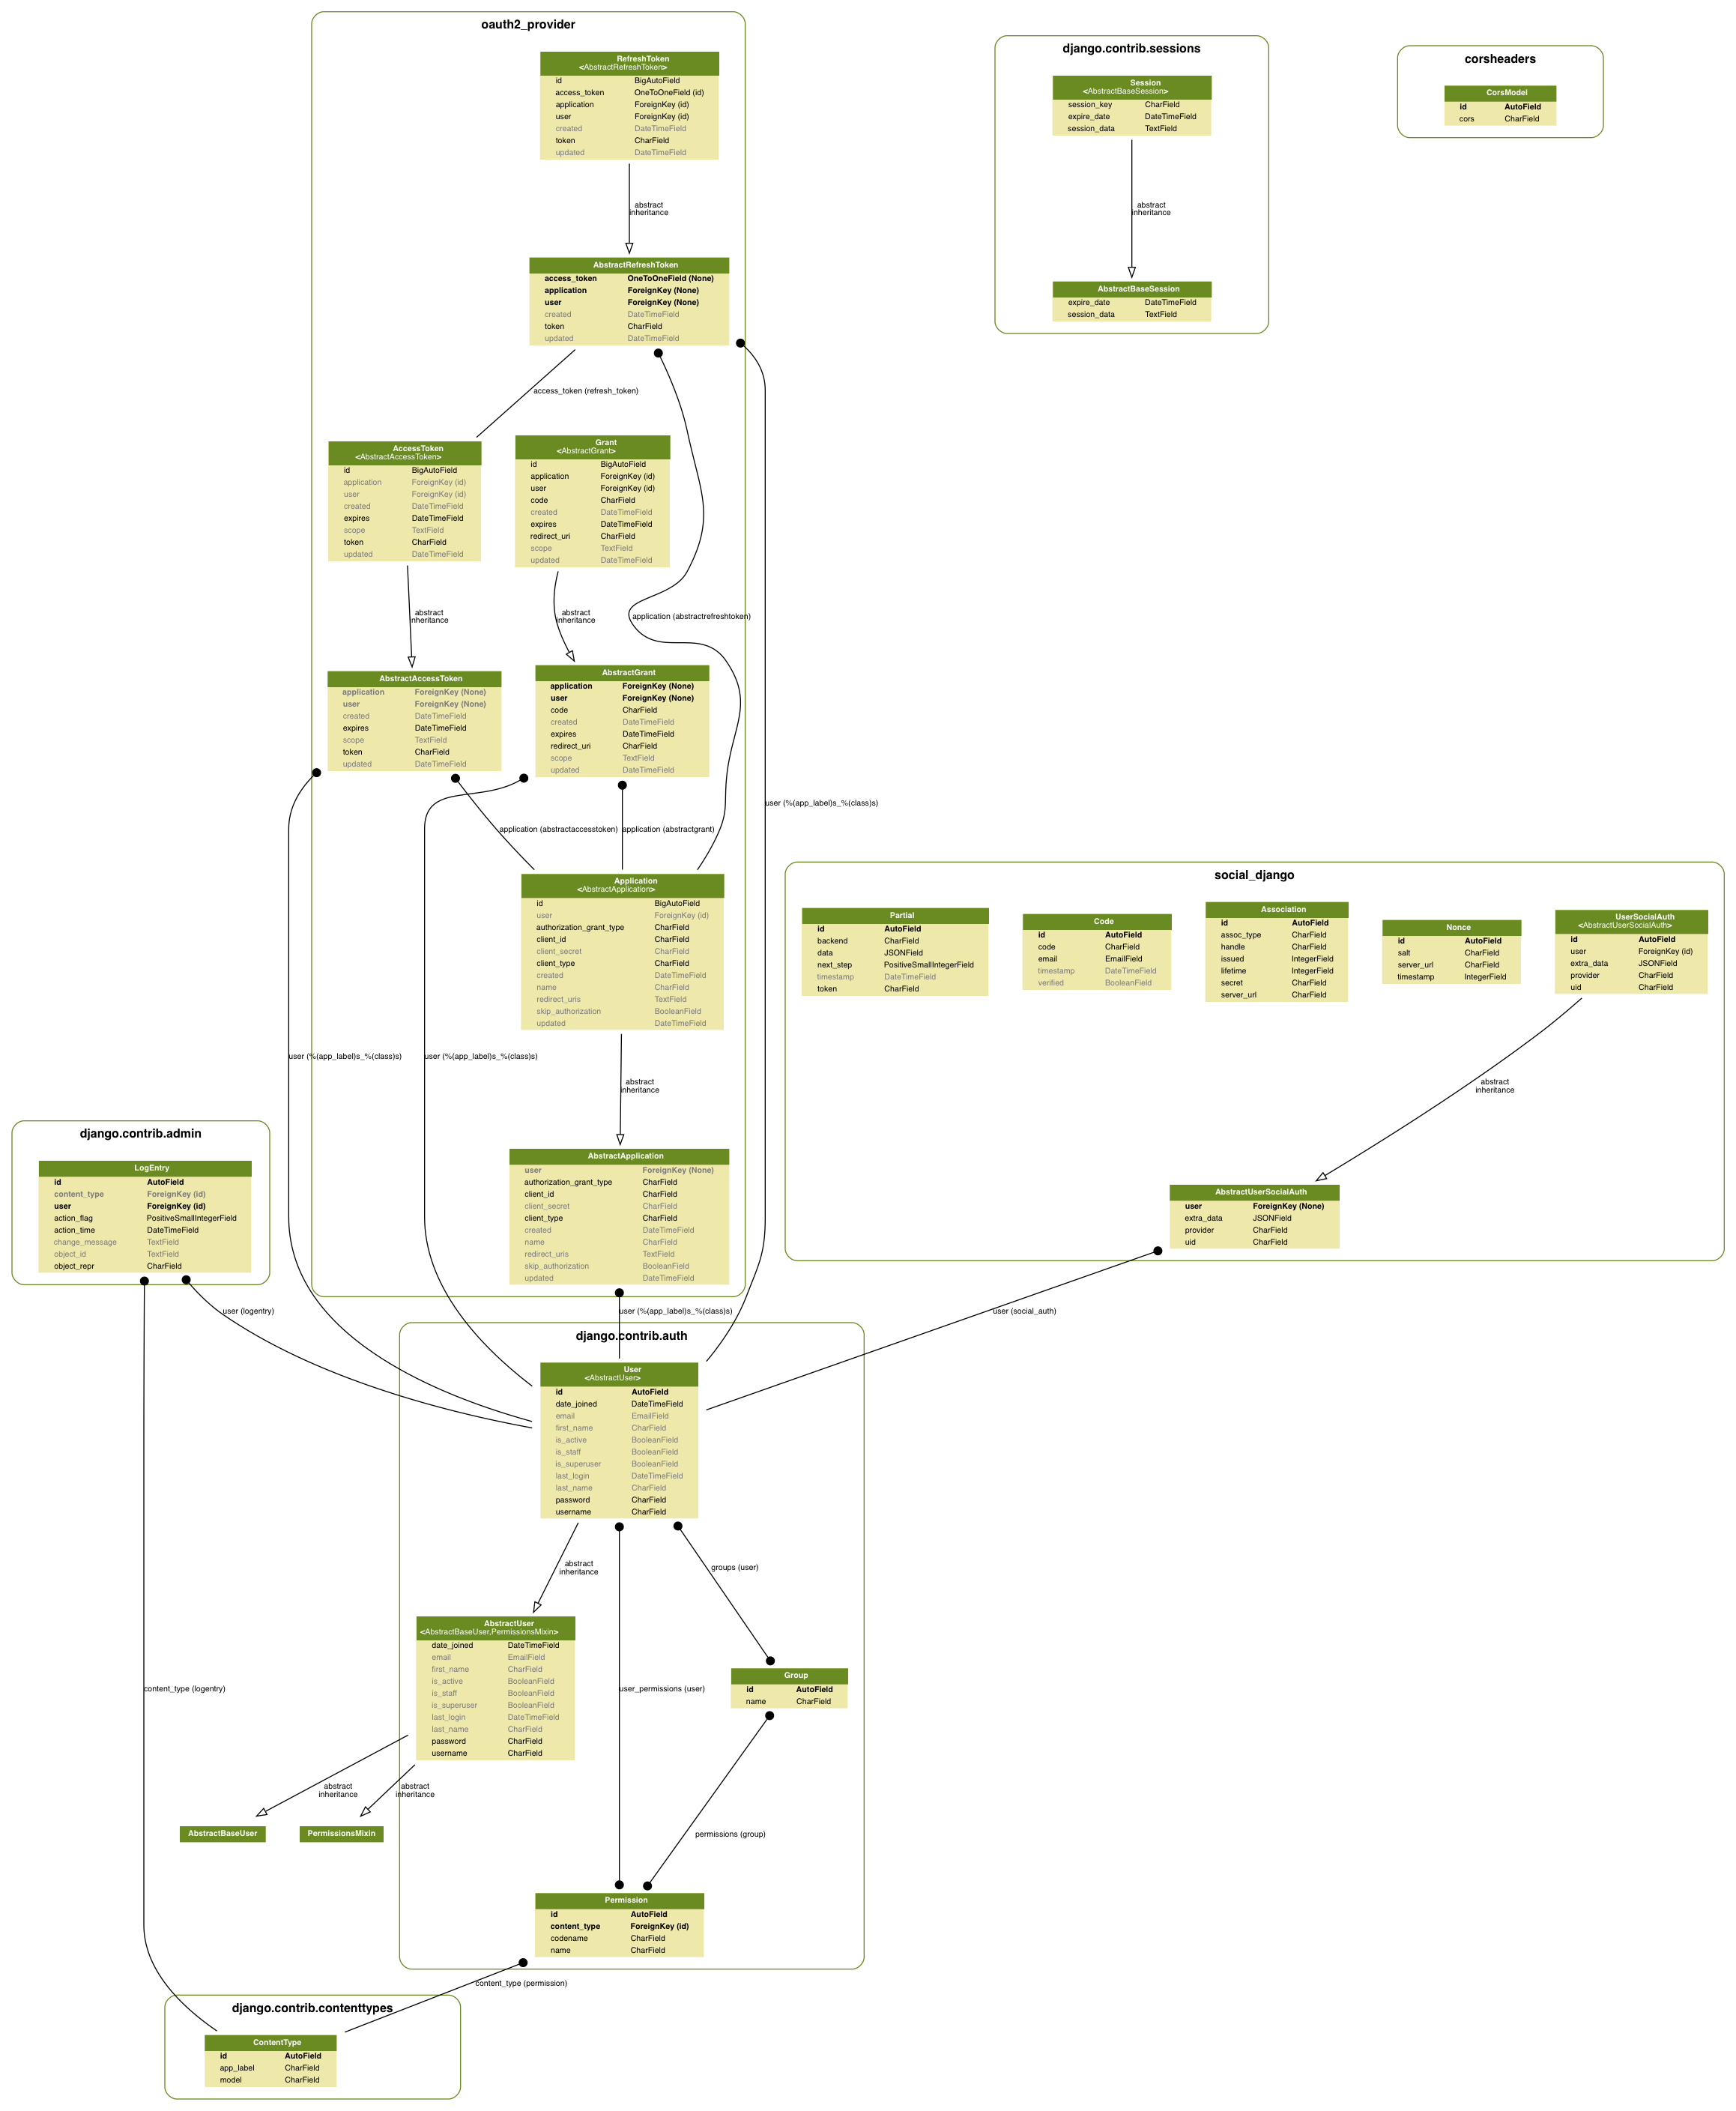 oauth2_provider
RefreshToken
<AbstractRefreshToken>
id BigAutoField
access_token OneToOneField (id)
application ForeignKey (id)
user ForeignKey (id)
created DateTimeField
token CharField
updated DateTimeField
abstract
inheritance
AbstractRefreshToken
access_token OneToOneField (None)
application ForeignKey (None)
user ForeignKey (None)
created DateTimeField
token CharField
updated DateTimeField
access_token (refresh_token)
AccessToken
<AbstractAccessToken>
id BigAutoField
application ForeignKey (id)
user ForeignKey (id)
created DateTimeField
expires DateTimeField
scope TextField
token CharField
updated DateTimeField
Grant
<AbstractGrant>
id BigAutoField
application ForeignKey (id)
user ForeignKey (id)
code CharField
created DateTimeField
expires DateTimeField
redirect_uri CharField
scope TextField
updated DateTimeField
abstract
inheritance
abstract
inheritance
application (abstractrefreshtoken)
AbstractAccessToken
application ForeignKey (None)
user ForeignKey (None)
created DateTimeField
expires DateTimeField
scope TextField
token CharField
updated DateTimeField
AbstractGrant
application ForeignKey (None)
user ForeignKey (None)
code CharField
created DateTimeField
expires DateTimeField
redirect_uri CharField
scope TextField
updated DateTimeField
user (%(app_label)s_%(class)s)
application (abstractaccesstoken)
application (abstractgrant)
Application
<AbstractApplication>
id BigAutoField
user ForeignKey (id)
authorization_grant_type CharField
client_id CharField
client_secret CharField
client_type CharField
created DateTimeField
name CharField
redirect_uris TextField
skip_authorization BooleanField
updated DateTimeField
user (%(app_label)s_%(class)s)
user (%(app_label)s_%(class)s)
abstract
inheritance
AbstractApplication
user ForeignKey (None)
authorization_grant_type CharField
client_id CharField
client_secret CharField
client_type CharField
created DateTimeField
name CharField
redirect_uris TextField
skip_authorization BooleanField
updated DateTimeField
user (%(app_label)s_%(class)s)
django.contrib.sessions
Session
<AbstractBaseSession>
session_key CharField
expire_date DateTimeField
session_data TextField
abstract
inheritance
AbstractBaseSession
expire_date DateTimeField
session_data TextField
corsheaders
CorsModel
id AutoField
cors CharField
social_django
Partial
id AutoField
backend CharField
data JSONField
next_step PositiveSmallIntegerField
timestamp DateTimeField
token CharField
Code
id AutoField
code CharField
email EmailField
timestamp DateTimeField
verified BooleanField
Association
id AutoField
assoc_type CharField
handle CharField
issued IntegerField
lifetime IntegerField
secret CharField
server_url CharField
Nonce
id AutoField
salt CharField
server_url CharField
timestamp IntegerField
UserSocialAuth
<AbstractUserSocialAuth>
id AutoField
user ForeignKey (id)
extra_data JSONField
provider CharField
uid CharField
abstract
inheritance
AbstractUserSocialAuth
user ForeignKey (None)
extra_data JSONField
provider CharField
uid CharField
user (social_auth)
django.contrib.admin
LogEntry
id AutoField
content_type ForeignKey (id)
user ForeignKey (id)
action_flag PositiveSmallIntegerField
action_time DateTimeField
change_message TextField
object_id TextField
object_repr CharField
user (logentry)
content_type (logentry)
django.contrib.auth
User
<AbstractUser>
id AutoField
date_joined DateTimeField
email EmailField
first_name CharField
is_active BooleanField
is_staff BooleanField
is_superuser BooleanField
last_login DateTimeField
last_name CharField
password CharField
username CharField
abstract
inheritance
groups (user)
AbstractUser
<AbstractBaseUser,PermissionsMixin>
date_joined DateTimeField
email EmailField
first_name CharField
is_active BooleanField
is_staff BooleanField
is_superuser BooleanField
last_login DateTimeField
last_name CharField
password CharField
username CharField
user_permissions (user)
Group
id AutoField
name CharField
abstract
inheritance
abstract
inheritance
AbstractBaseUser
PermissionsMixin
permissions (group)
Permission
id AutoField
content_type ForeignKey (id)
codename CharField
name CharField
content_type (permission)
django.contrib.contenttypes
ContentType
id AutoField
app_label CharField
model CharField